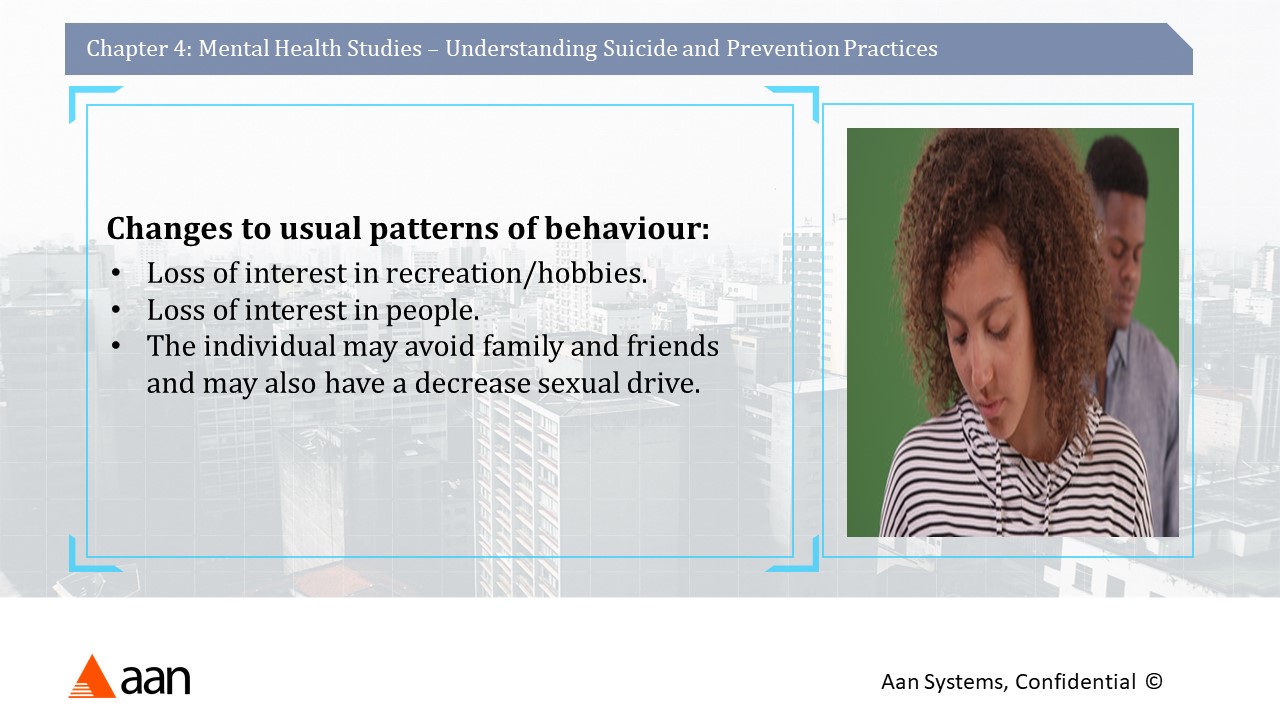 Chapter 4: Mental Health Studies – Understanding Suicide and Prevention Practices
Changes to usual patterns of behaviour:
• Loss of interest in recreation/hobbies.
• Loss of interest in people.
• The individual may avoid family and friends
and may also have a decrease sexual drive.
aan
Aan Systems, Confidential ©